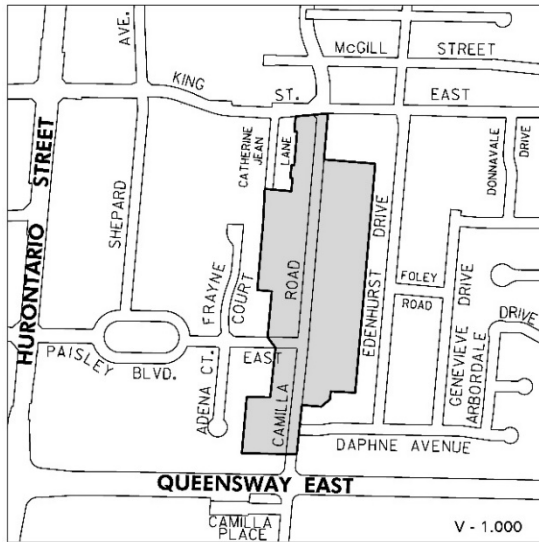 McGILL STREET
AVE.
KING ST. EAST
CATHERINE
JEAN
LANE
DONNAVALE
DRIVE
HURONTARIO STREET
SHEPARD
FRAYNE
COURT
ROAD
EDENHURST DRIVE
FOLEY
ROAD
GENEVIEVE DRIVE
ARBORDALE
DRIVE
PAISLEY BLVD. EAST
ADENA CT.
CAMILLA
DAPHNE AVENUE
QUEENSWAY EAST
CAMILLA
PLACE
V - 1.000